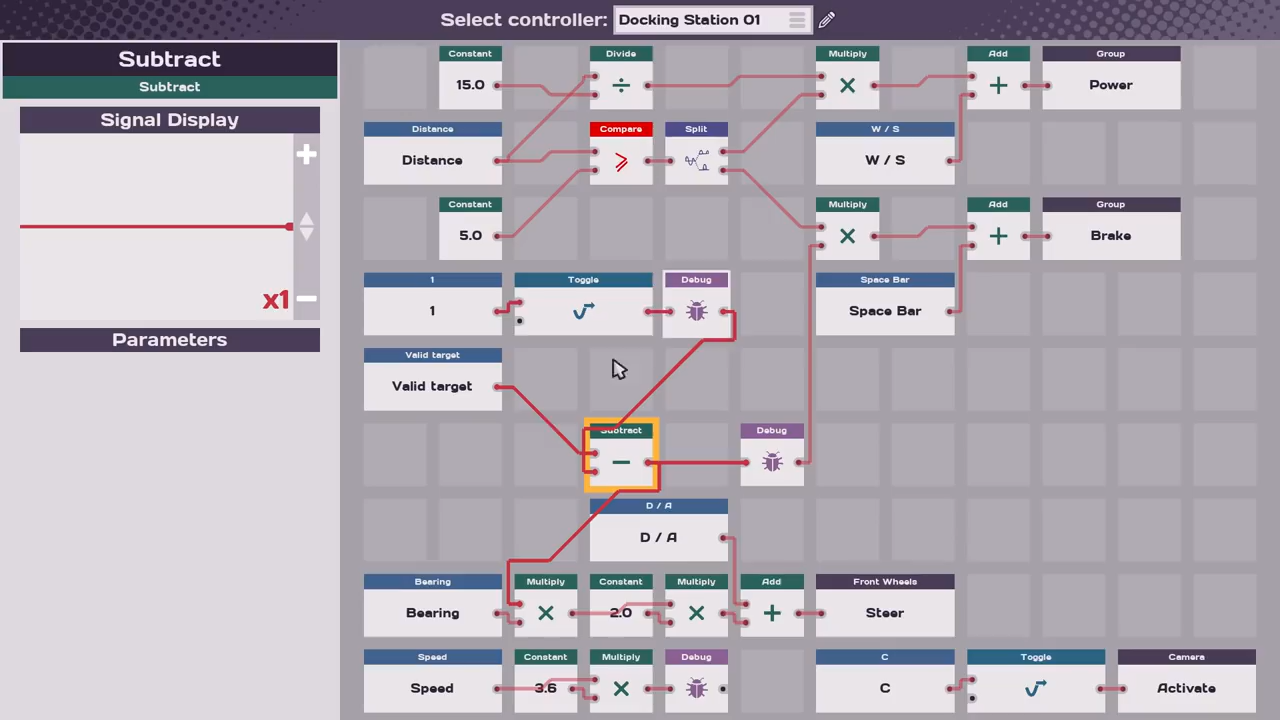 Select controller: Docking Station 01
Subtract
Subtract
Signal Display
x1
Parameters
Constant
15.0
Divide
÷
Multiply
×
Add
+
Group
Power
Distance
Distance
Compare
⩾
Split
W / S
W / S
Constant
5.0
Multiply
×
Add
+
Group
Brake
1
1
Toggle
Debug
Space Bar
Space Bar
Valid target
Valid target
Subtract
−
Debug
D / A
D / A
Bearing
Bearing
Multiply
×
Constant
2.0
Multiply
×
Add
+
Front Wheels
Steer
Speed
Speed
Constant
3.6
Multiply
×
Debug
C
C
Toggle
Camera
Activate